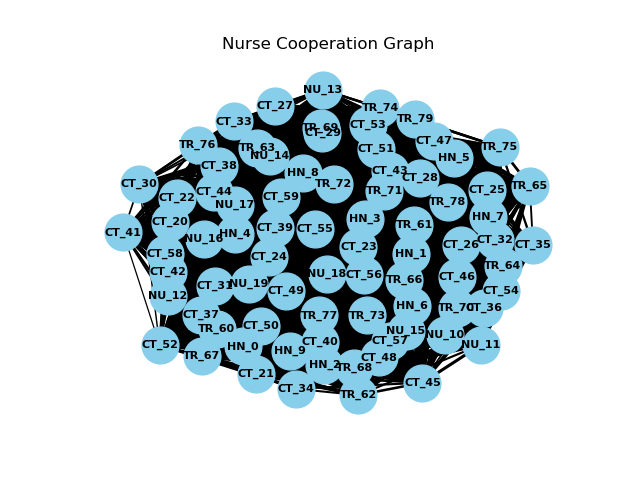 Nurse Cooperation Graph
NU_13
CT_27
TR_74
CT_33
TR_79
CT_53
TR_69
CT_29
CT_47
TR_76
TR_63
CT_51
TR_75
NU_14
HN_5
CT_38
HN_8
CT_43
CT_28
CT_30
TR_72
TR_65
CT_44
TR_71
CT_25
CT_22
CT_59
TR_78
NU_17
HN_7
CT_20
HN_3
TR_61
CT_41
CT_39
CT_55
HN_4
NU_16
CT_32
CT_26
CT_35
CT_23
CT_58
HN_1
CT_24
TR_64
CT_42
NU_18
CT_56
CT_46
TR_66
NU_19
CT_31
CT_49
CT_54
NU_12
HN_6
TR_70
CT_36
CT_37
TR_77
TR_73
CT_50
TR_60
NU_15
NU_10
CT_57
CT_40
CT_52
NU_11
HN_0
HN_9
TR_67
CT_48
HN_2
TR_68
CT_21
CT_45
CT_34
TR_62